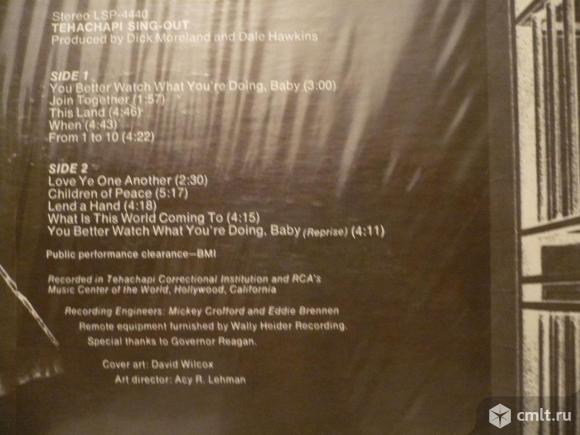 Stereo LSP-4440
TEHACHAPI SING-OUT
Produced by Dick Moreland and Dale Hawkins
SIDE 1
You Better Watch What You're Doing, Baby (3:00)
Join Together (1:57)
This Land (4:46)
When (4:43)
From 1 to 10 (4:22)
SIDE 2
Love Ye One Another (2:30)
Children of Peace (5:17)
Lend a Hand (4:18)
What Is This World Coming To (4:15)
You Better Watch What You're Doing, Baby (Reprise) (4:11)
Public performance clearance—BMI
Recorded in Tehachapi Correctional Institution and RCA's
Music Center of the World, Hollywood, California
Recording Engineers: Mickey Crofford and Eddie Brennen
Remote equipment furnished by Wally Heider Recording.
Special thanks to Governor Reagan.
Cover art: David Wilcox
Art director: Acy R. Lehman
cmlt.ru